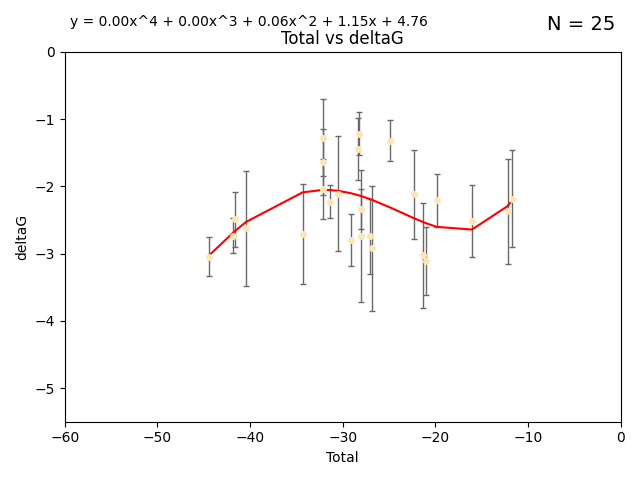 y = 0.00x^4 + 0.00x^3 + 0.06x^2 + 1.15x + 4.76
N = 25
Total vs deltaG
0
−1
−2
−3
−4
−5
deltaG
−60 −50 −40 −30 −20 −10 0
Total